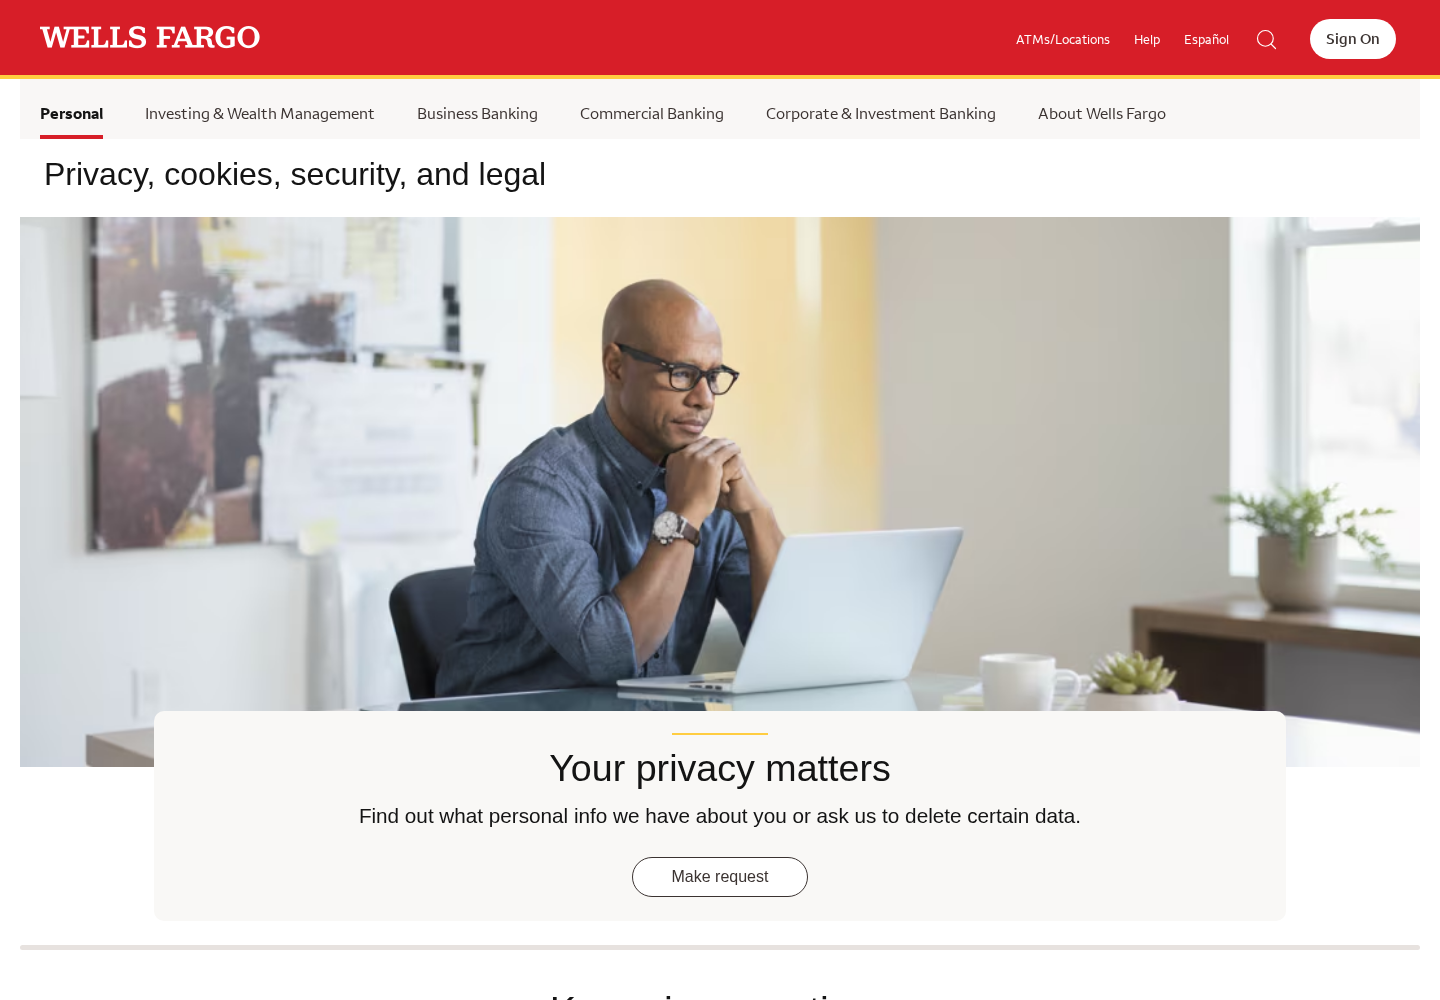 WELLS FARGO
ATMs/Locations Help Español Sign On
Personal Investing & Wealth Management Business Banking Commercial Banking Corporate & Investment Banking About Wells Fargo
Privacy, cookies, security, and legal
Your privacy matters
Find out what personal info we have about you or ask us to delete certain data.
Make request